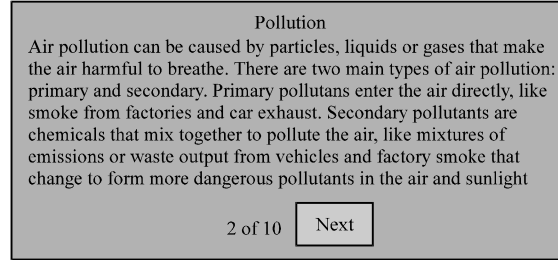 Pollution
Air pollution can be caused by particles, liquids or gases that make
the air harmful to breathe. There are two main types of air pollution:
primary and secondary. Primary pollutans enter the air directly, like
smoke from factories and car exhaust. Secondary pollutants are
chemicals that mix together to pollute the air, like mixtures of
emissions or waste output from vehicles and factory smoke that
change to form more dangerous pollutants in the air and sunlight
2 of 10 Next